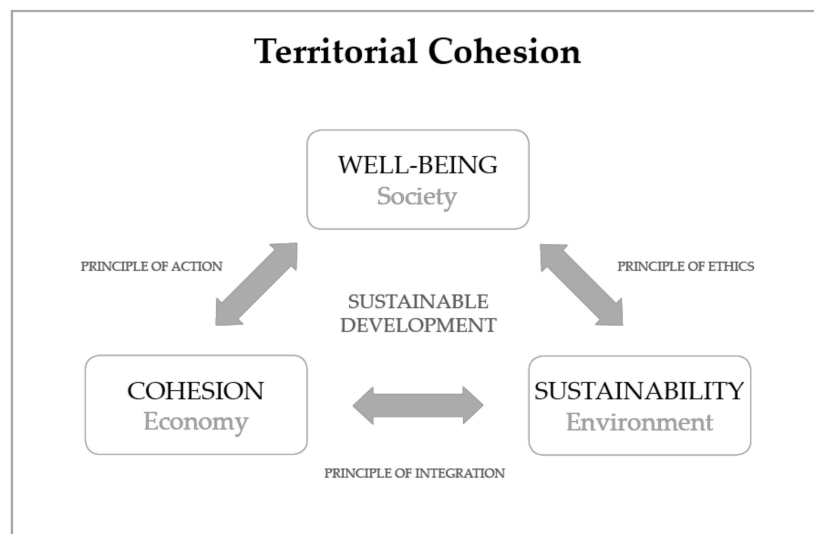 Territorial Cohesion
WELL-BEING
Society
PRINCIPLE OF ACTION
PRINCIPLE OF ETHICS
SUSTAINABLE
DEVELOPMENT
COHESION
Economy
SUSTAINABILITY
Environment
PRINCIPLE OF INTEGRATION